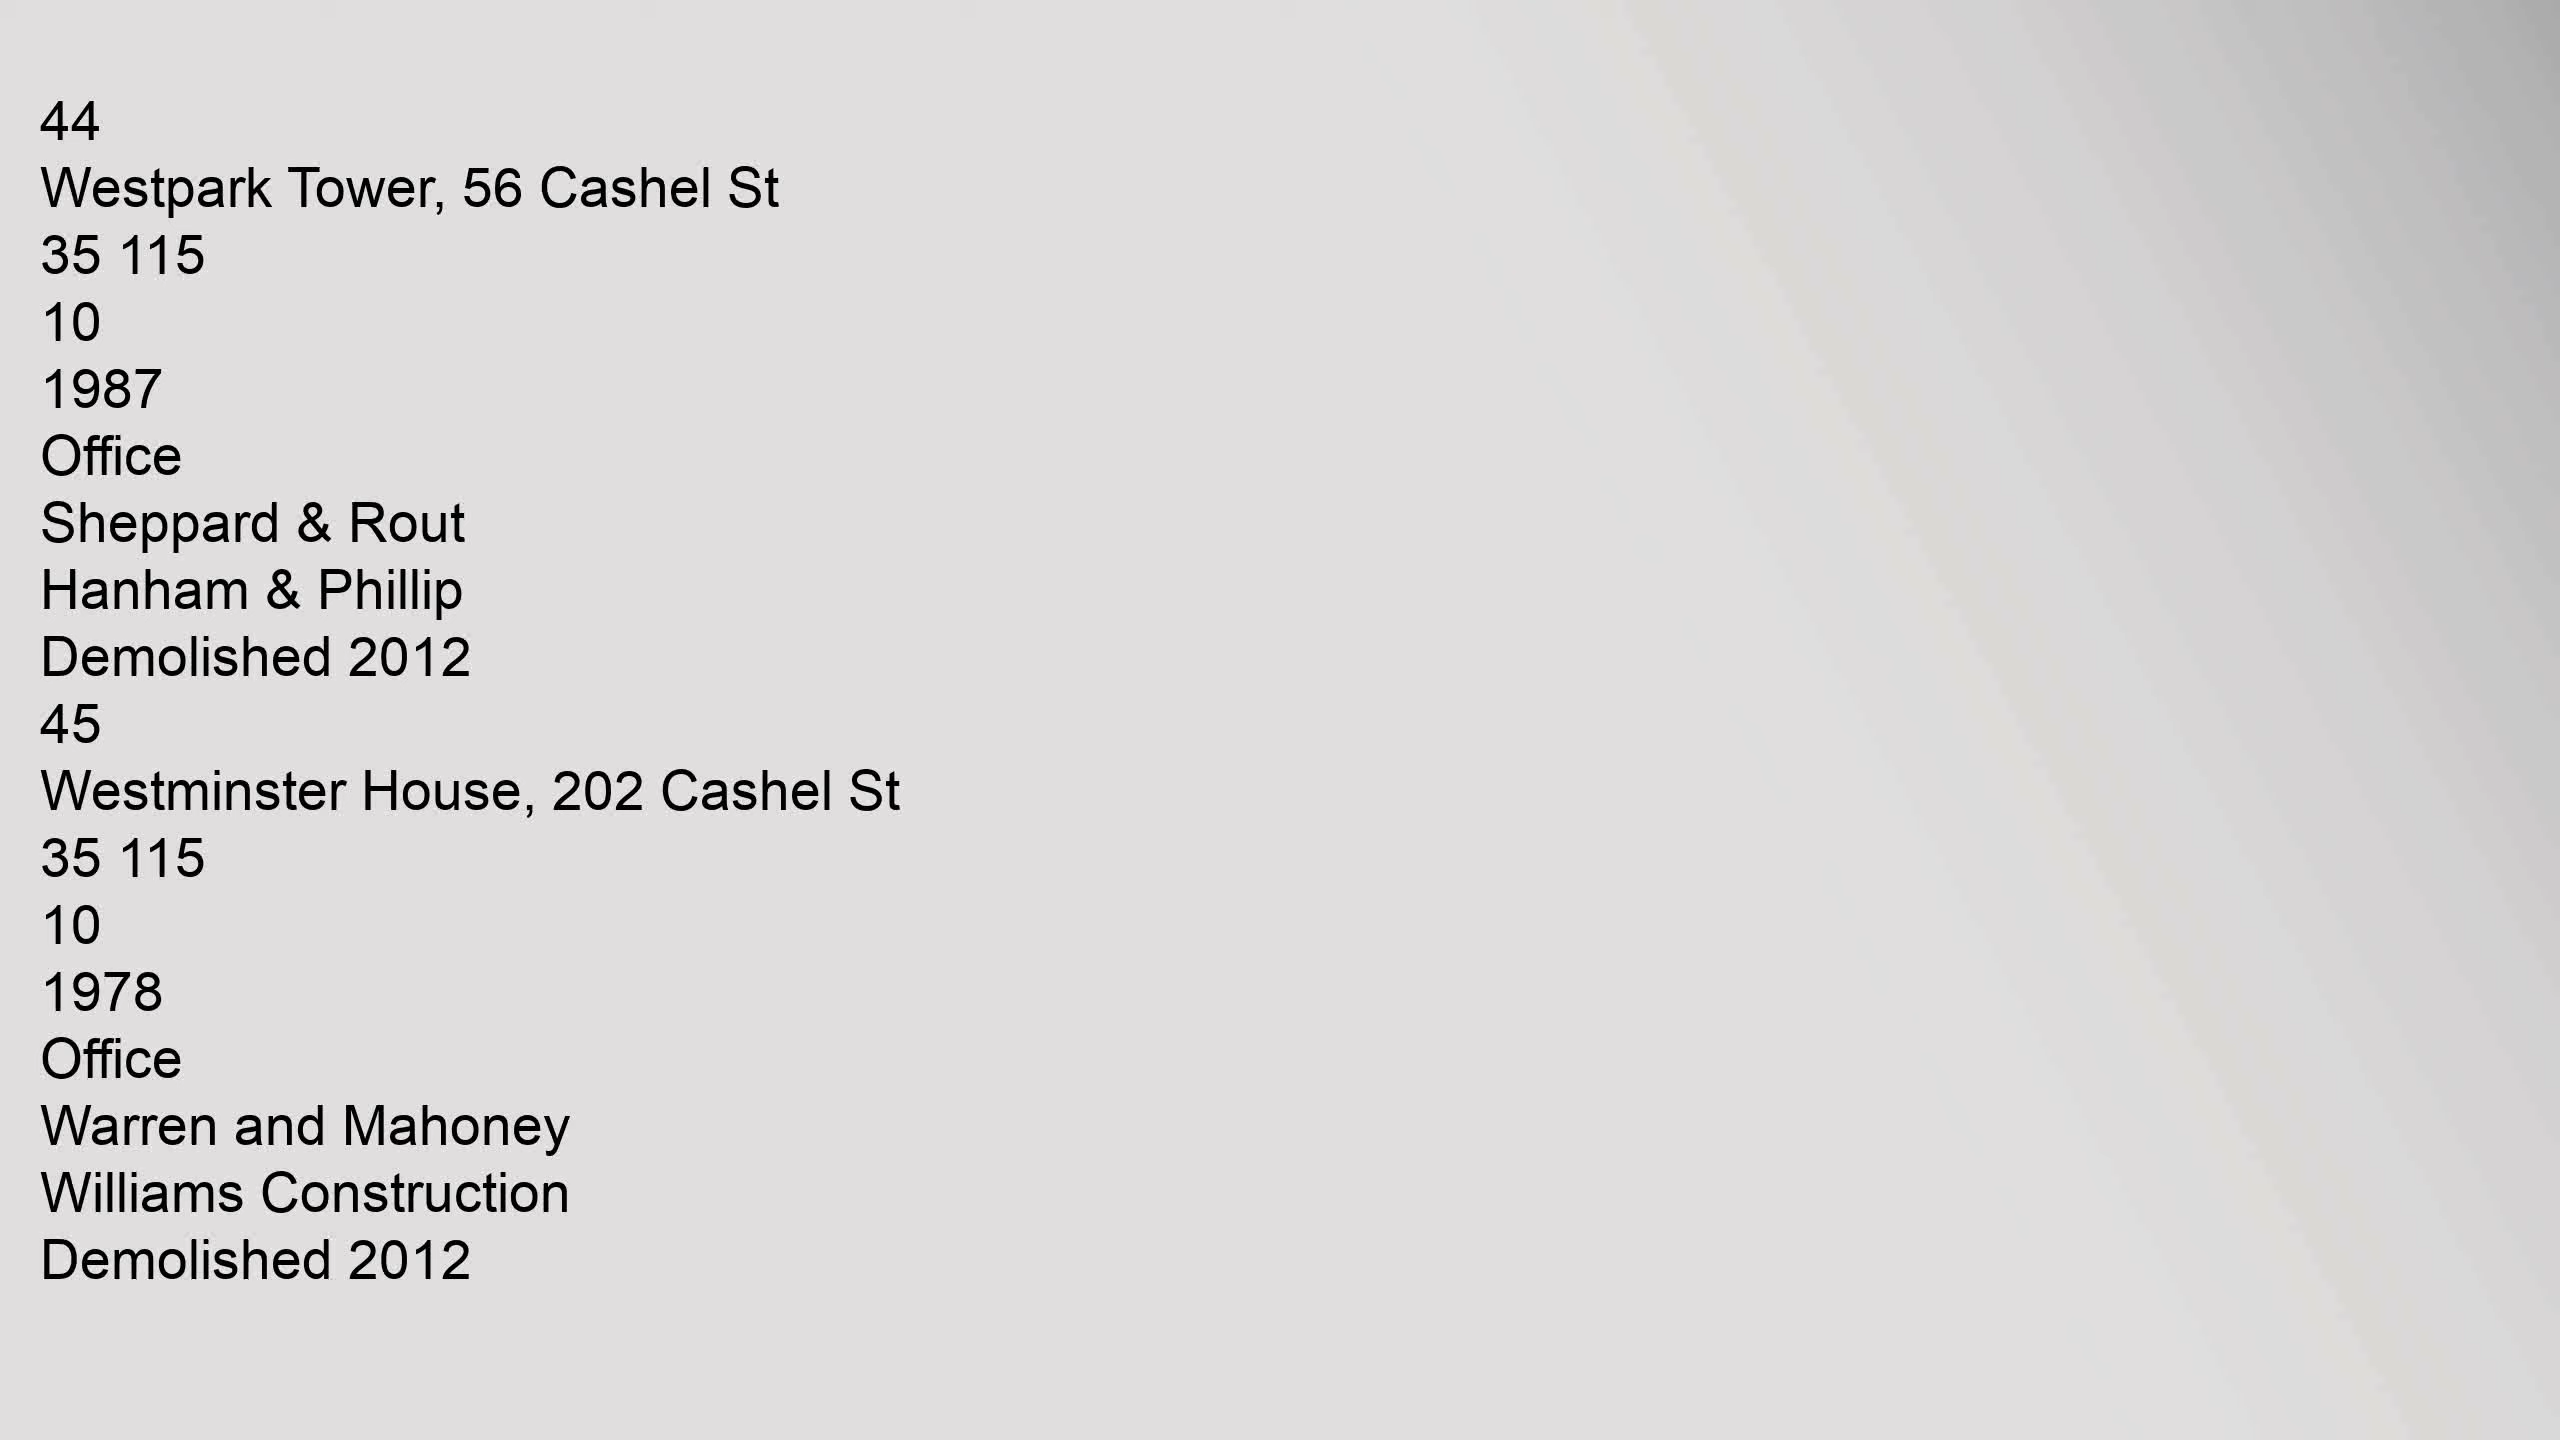 44
Westpark Tower, 56 Cashel St
35 115
10
1987
Office
Sheppard & Rout
Hanham & Phillip
Demolished 2012
45
Westminster House, 202 Cashel St
35 115
10
1978
Office
Warren and Mahoney
Williams Construction
Demolished 2012